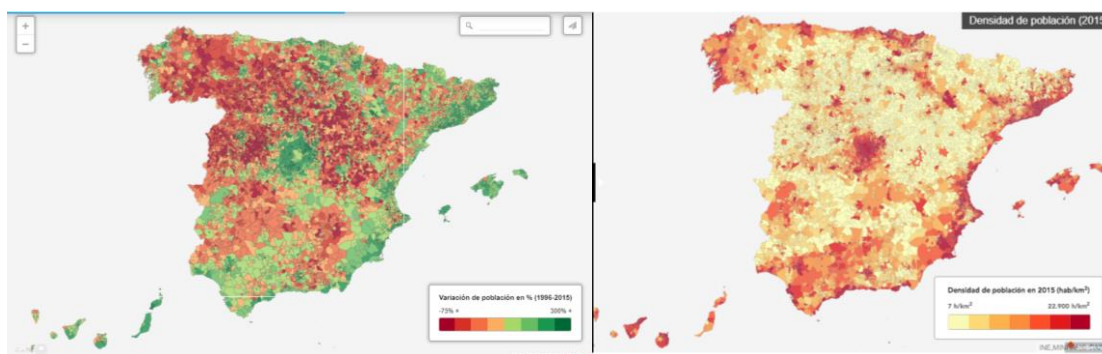 +
−
Variación de población en % (1996-2015)
-75% +
300% +
Densidad de población (2015
Densidad de población en 2015 (hab/km²)
7 h/km²
22.900 h/km²